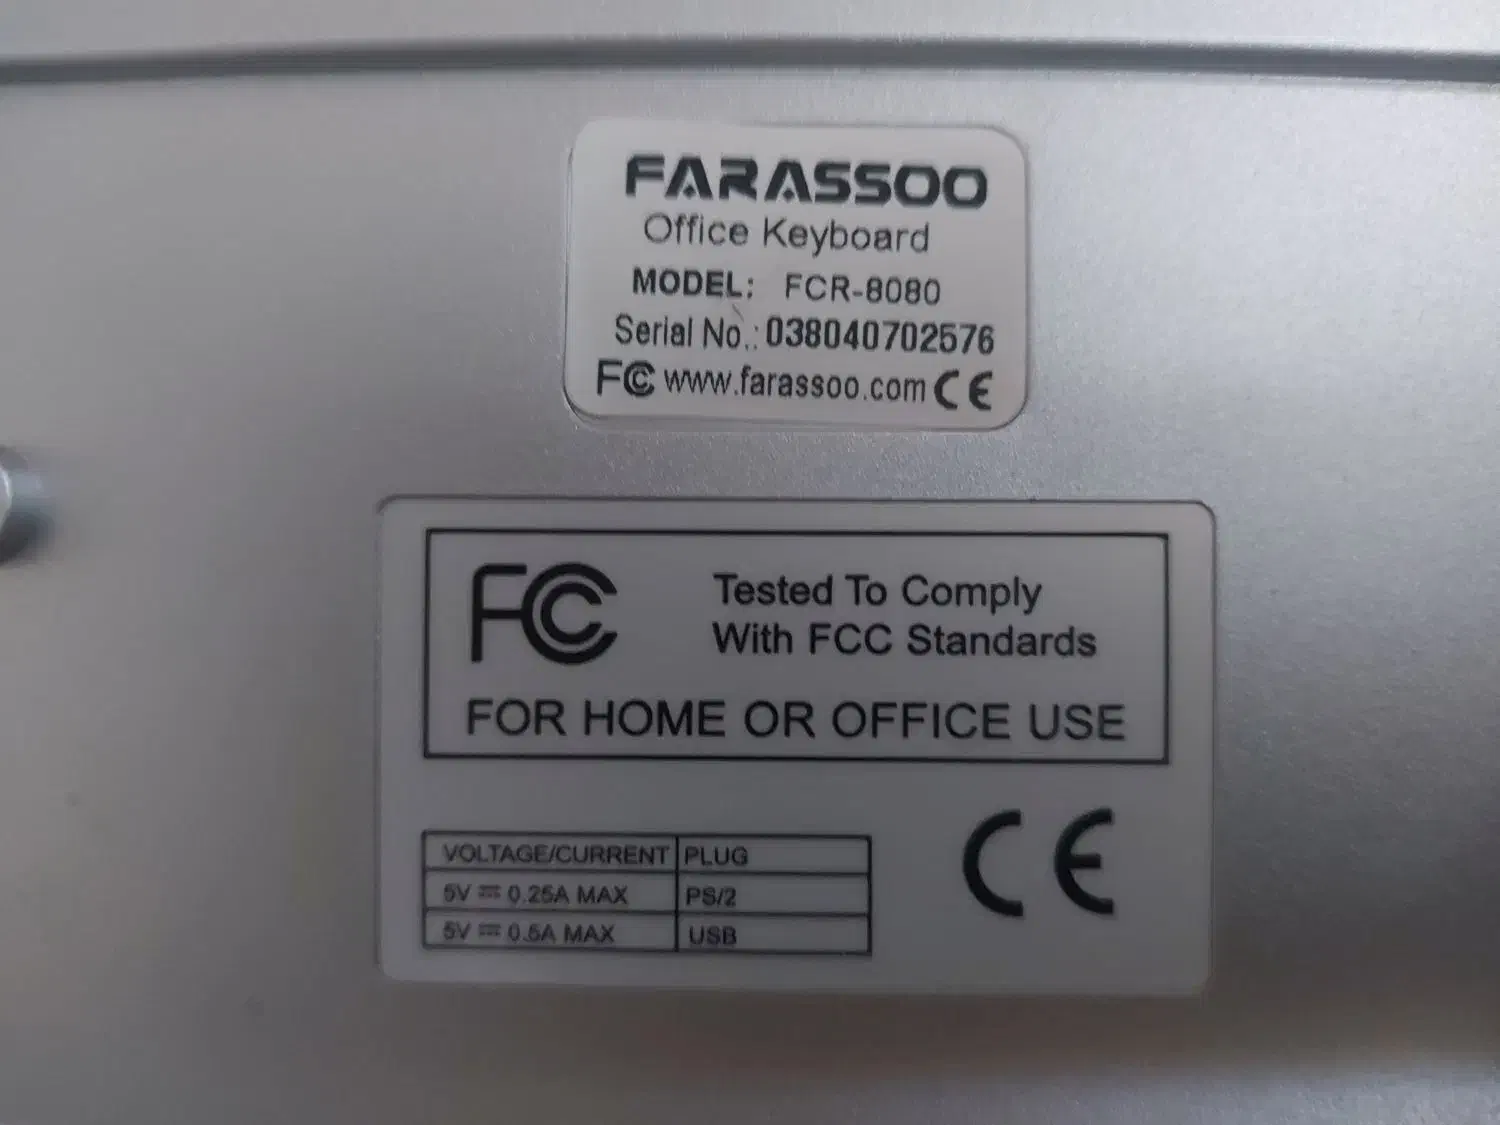 FARASSOO
Office Keyboard
MODEL: FCR-8080
Serial No.: 038040702576
FC www.farassoo.com CE
FC Tested To Comply
With FCC Standards
FOR HOME OR OFFICE USE
VOLTAGE/CURRENT PLUG
5V ⎓ 0.25A MAX PS/2
5V ⎓ 0.5A MAX USB
CE